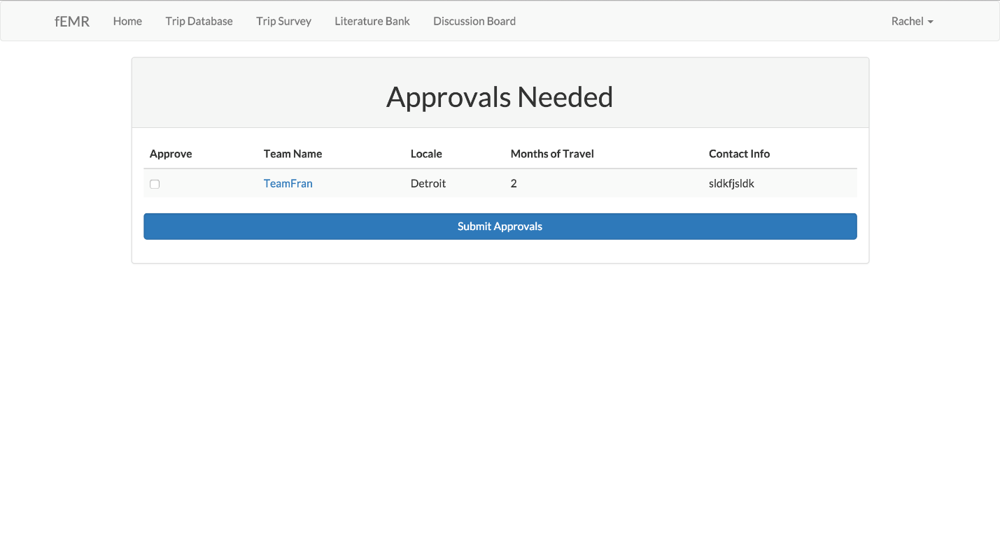 fEMR Home Trip Database Trip Survey Literature Bank Discussion Board Rachel
Approvals Needed
Approve Team Name Locale Months of Travel Contact Info
TeamFran Detroit 2 sldkfjsldk
Submit Approvals